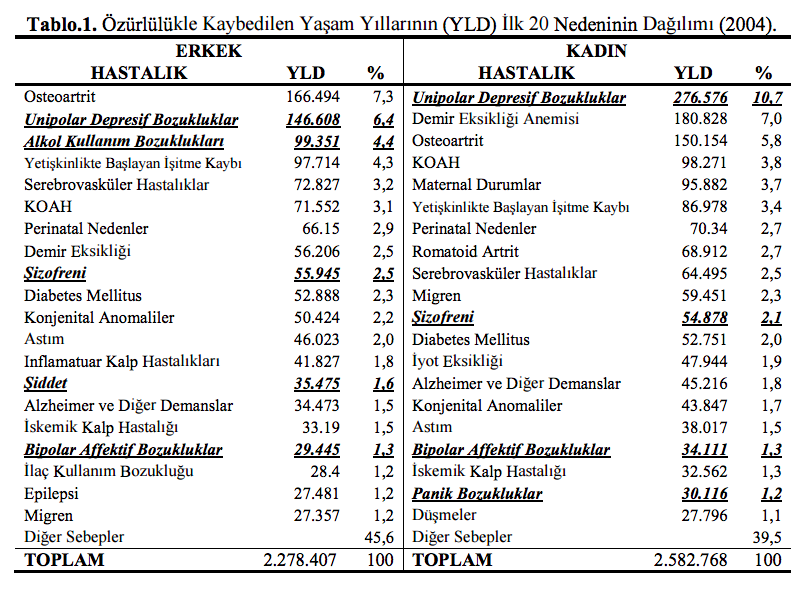 Tablo.1. Özürlülükle Kaybedilen Yaşam Yıllarının (YLD) İlk 20 Nedeninin Dağılımı (2004).
ERKEK KADIN
HASTALIK YLD % HASTALIK YLD %
Osteoartrit 166.494 7,3 Unipolar Depresif Bozukluklar 276.576 10,7
Unipolar Depresif Bozukluklar 146.608 6,4 Demir Eksikliği Anemisi 180.828 7,0
Alkol Kullanım Bozuklukları 99.351 4,4 Osteoartrit 150.154 5,8
Yetişkinlikte Başlayan İşitme Kaybı 97.714 4,3 KOAH 98.271 3,8
Serebrovasküler Hastalıklar 72.827 3,2 Maternal Durumlar 95.882 3,7
KOAH 71.552 3,1 Yetişkinlikte Başlayan İşitme Kaybı 86.978 3,4
Perinatal Nedenler 66.15 2,9 Perinatal Nedenler 70.34 2,7
Demir Eksikliği 56.206 2,5 Romatoid Artrit 68.912 2,7
Şizofreni 55.945 2,5 Serebrovasküler Hastalıklar 64.495 2,5
Diabetes Mellitus 52.888 2,3 Migren 59.451 2,3
Konjenital Anomaliler 50.424 2,2 Şizofreni 54.878 2,1
Astım 46.023 2,0 Diabetes Mellitus 52.751 2,0
Inflamatuar Kalp Hastalıkları 41.827 1,8 İyot Eksikliği 47.944 1,9
Şiddet 35.475 1,6 Alzheimer ve Diğer Demanslar 45.216 1,8
Alzheimer ve Diğer Demanslar 34.473 1,5 Konjenital Anomaliler 43.847 1,7
İskemik Kalp Hastalığı 33.19 1,5 Astım 38.017 1,5
Bipolar Affektif Bozukluklar 29.445 1,3 Bipolar Affektif Bozukluklar 34.111 1,3
İlaç Kullanım Bozukluğu 28.4 1,2 İskemik Kalp Hastalığı 32.562 1,3
Epilepsi 27.481 1,2 Panik Bozukluklar 30.116 1,2
Migren 27.357 1,2 Düşmeler 27.796 1,1
Diğer Sebepler 45,6 Diğer Sebepler 39,5
TOPLAM 2.278.407 100 TOPLAM 2.582.768 100